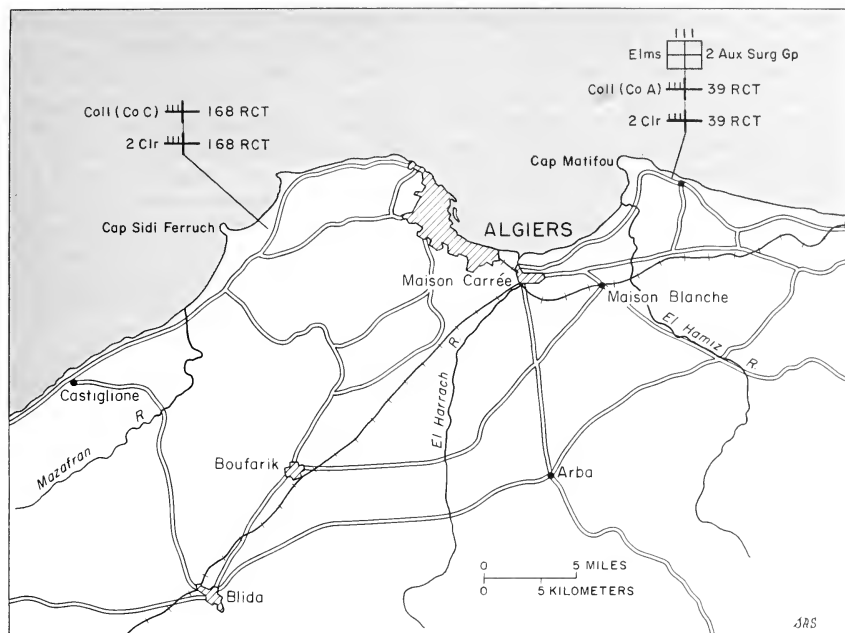 Elms 2 Aux Surg Gp
Coll (Co A) 39 RCT
2 Clr 39 RCT
Coll (Co C) 168 RCT
2 Clr 168 RCT
Cap Matifou
Cap Sidi Ferruch
ALGIERS
Maison Carrée
Maison Blanche
El Hamiz R
R
El Harrach
Castiglione
Mazafran R
Boufarik
Arba
Blida
0 5 MILES
0 5 KILOMETERS